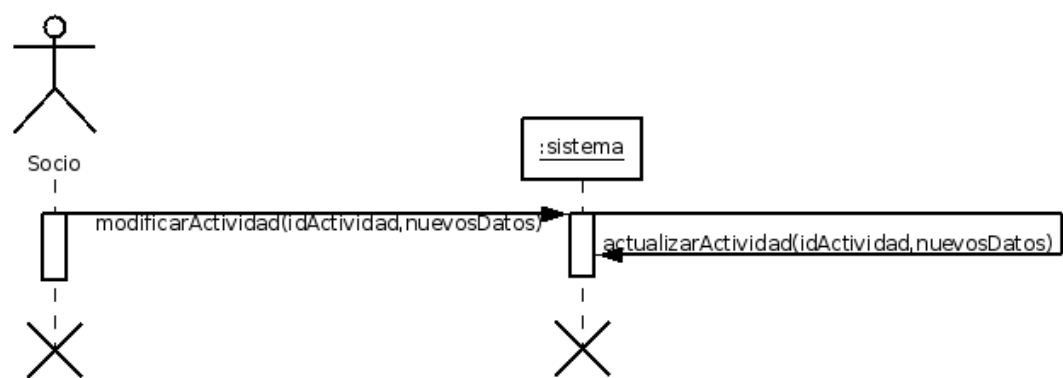 :sistema
Socio
modificarActividad(idActividad,nuevosDatos)
actualizarActividad(idActividad,nuevosDatos)